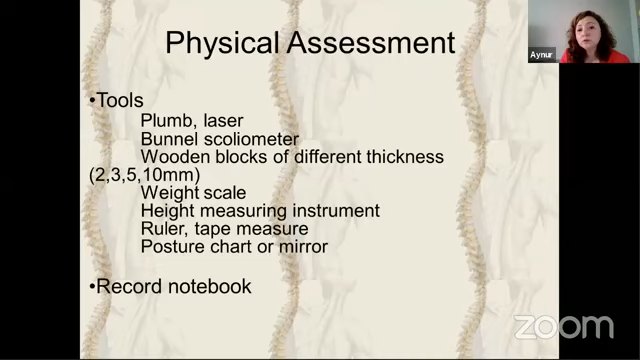 Physical Assessment
Aynur
•Tools
Plumb, laser
Bunnel scoliometer
Wooden blocks of different thickness
(2,3,5,10mm)
Weight scale
Height measuring instrument
Ruler, tape measure
Posture chart or mirror
•Record notebook
zoom